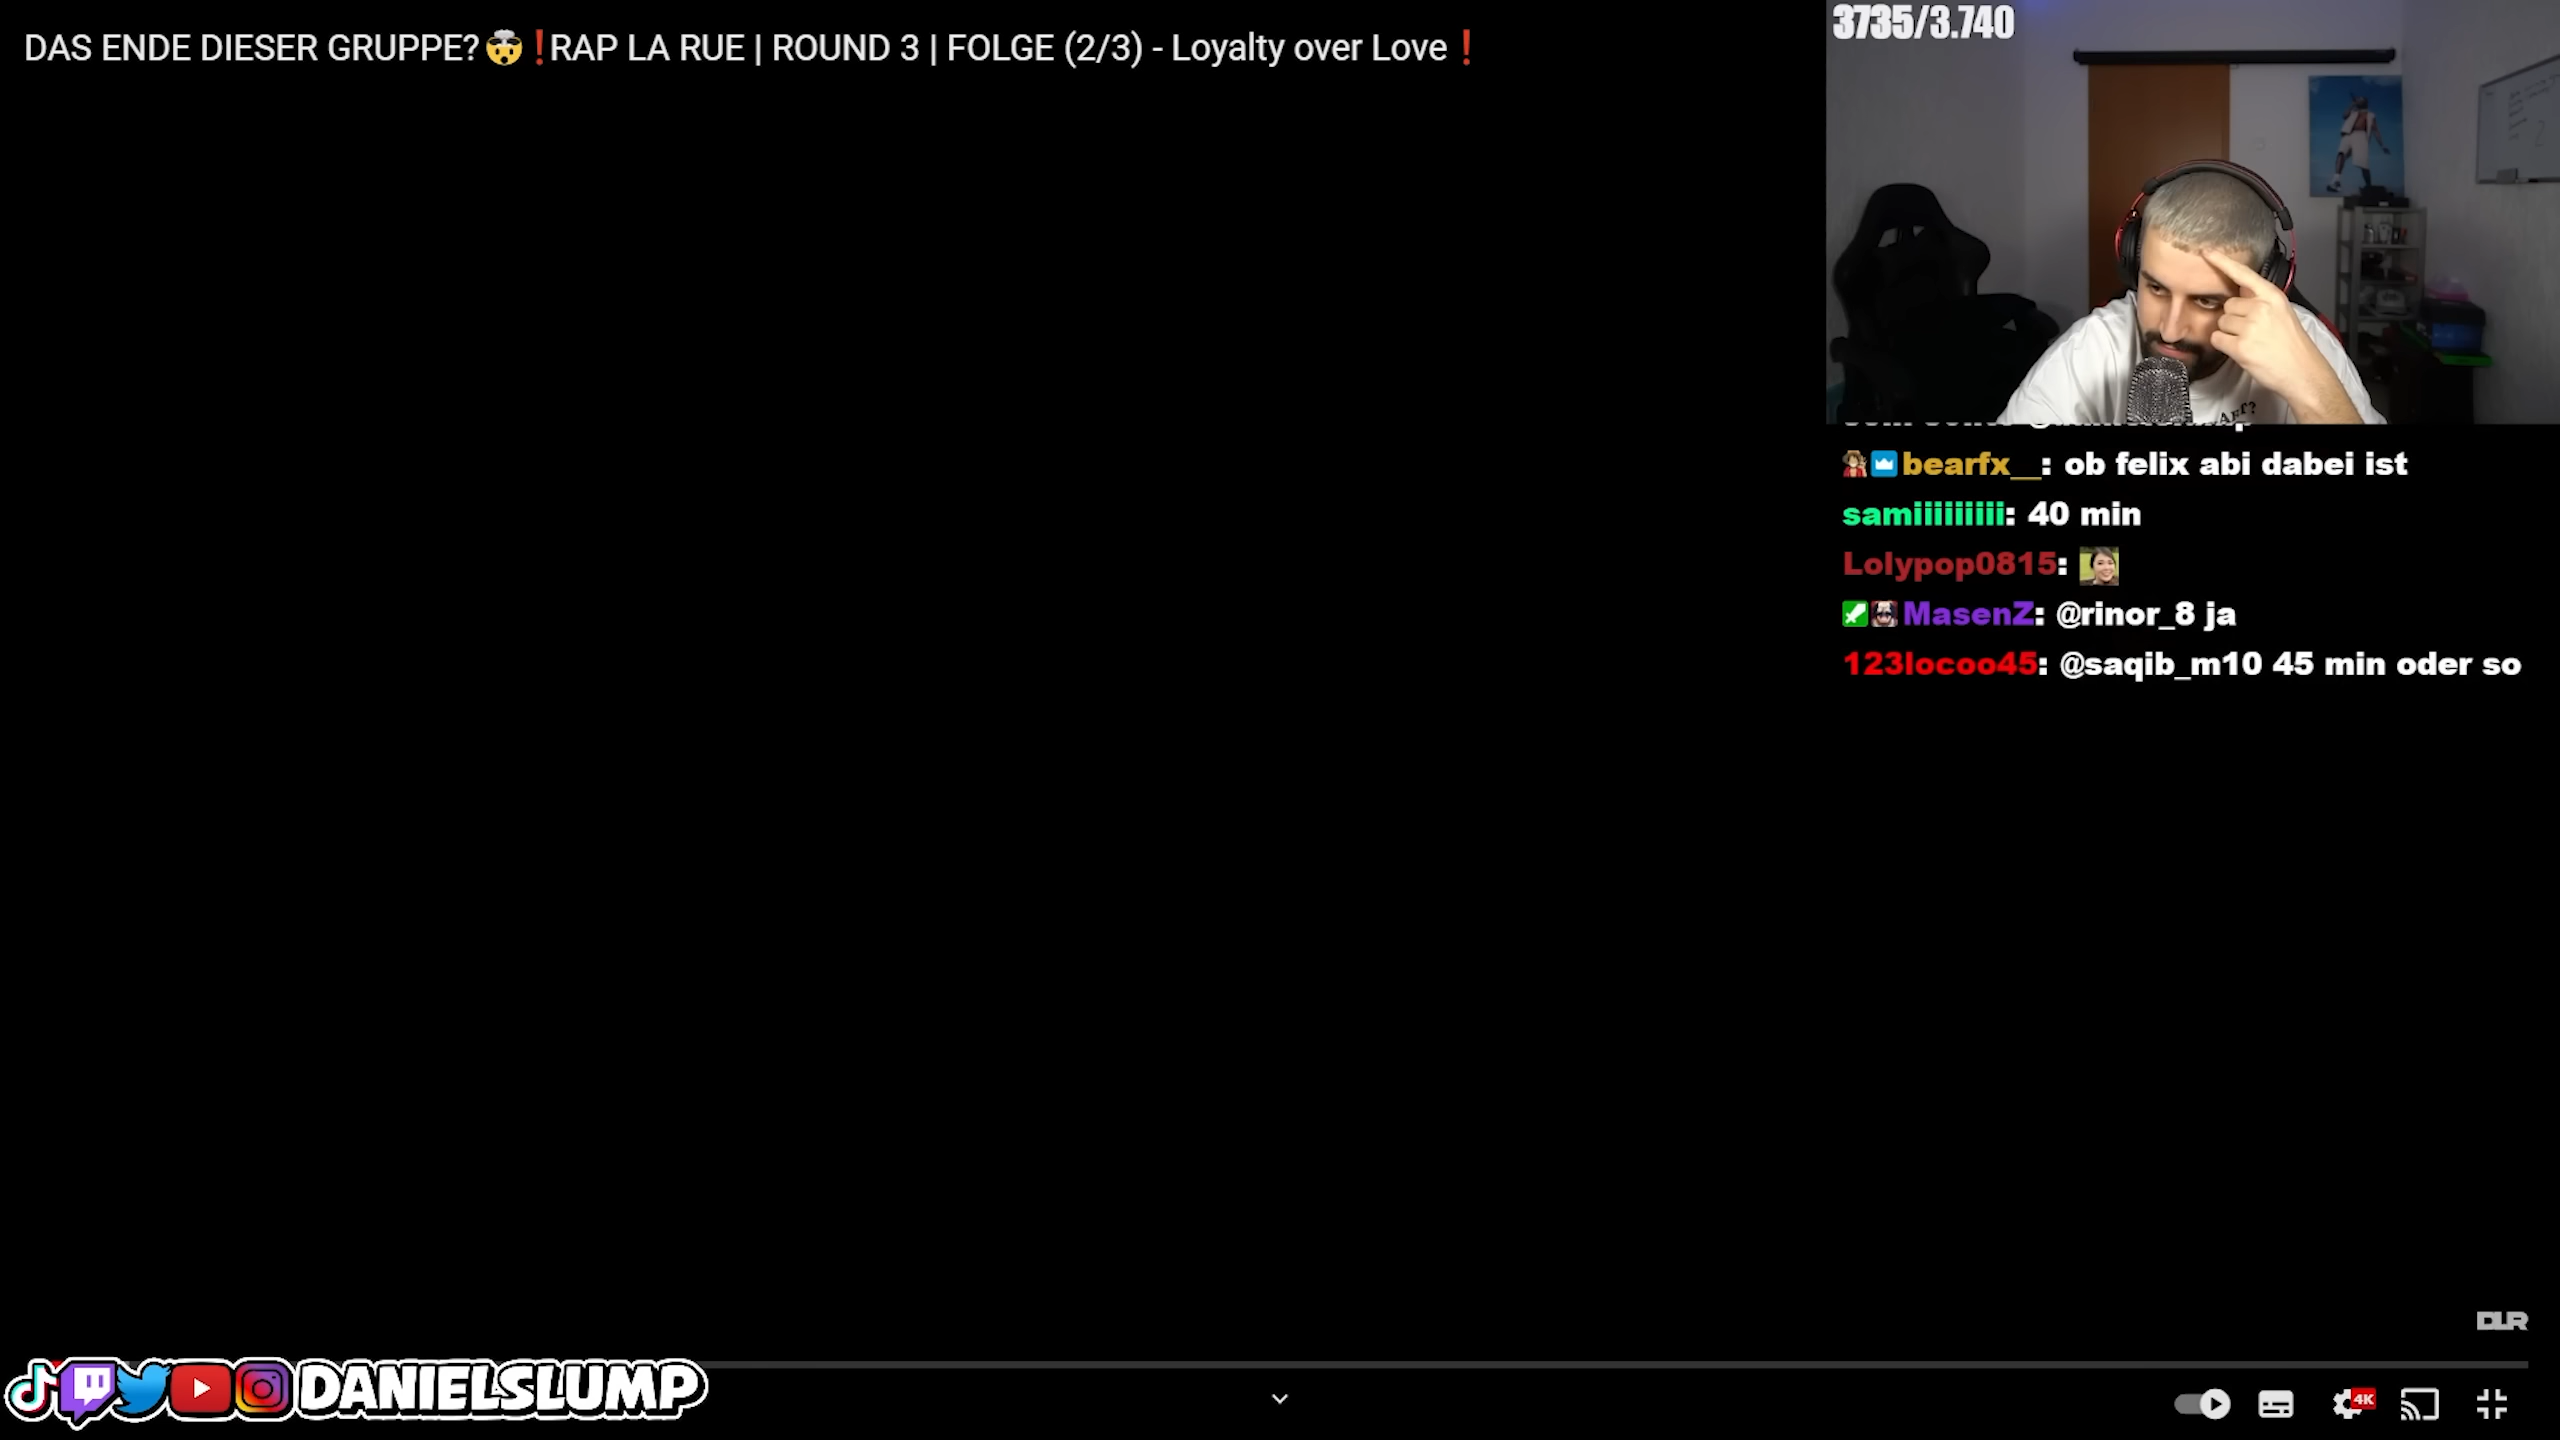 DAS ENDE DIESER GRUPPE?🤯❗RAP LA RUE | ROUND 3 | FOLGE (2/3) - Loyalty over Love❗
3735/3.740
bearfx__: ob felix abi dabei ist
samiiiiiiiii: 40 min
Lolypop0815:
MasenZ: @rinor_8 ja
123locoo45: @saqib_m10 45 min oder so
DLR
DANIELSLUMP
4K